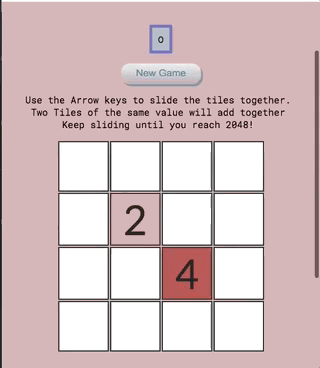 0
New Game
Use the Arrow keys to slide the tiles together.
Two Tiles of the same value will add together
Keep sliding until you reach 2048!
2
4